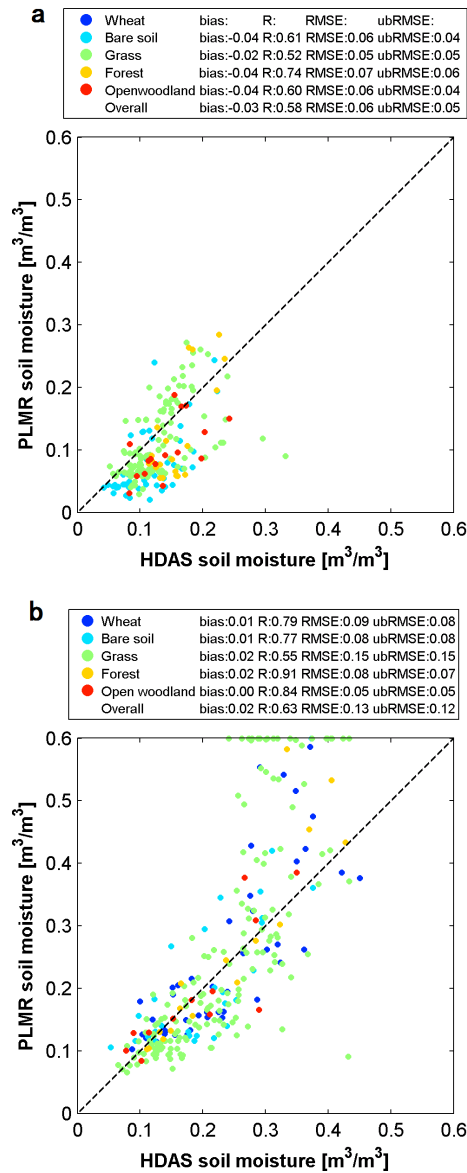 a
Wheat bias: R: RMSE: ubRMSE:
Bare soil bias:-0.04 R:0.61 RMSE:0.06 ubRMSE:0.04
Grass bias:-0.02 R:0.52 RMSE:0.05 ubRMSE:0.05
Forest bias:-0.04 R:0.74 RMSE:0.07 ubRMSE:0.06
Openwoodland bias:-0.04 R:0.60 RMSE:0.06 ubRMSE:0.04
Overall bias:-0.03 R:0.58 RMSE:0.06 ubRMSE:0.05
0.6
0.5
0.4
0.3
0.2
0.1
0
PLMR soil moisture [m³/m³]
0 0.1 0.2 0.3 0.4 0.5 0.6
HDAS soil moisture [m³/m³]
b
Wheat bias:0.01 R:0.79 RMSE:0.09 ubRMSE:0.08
Bare soil bias:0.01 R:0.77 RMSE:0.08 ubRMSE:0.08
Grass bias:0.02 R:0.55 RMSE:0.15 ubRMSE:0.15
Forest bias:0.02 R:0.91 RMSE:0.08 ubRMSE:0.07
Open woodland bias:0.00 R:0.84 RMSE:0.05 ubRMSE:0.05
Overall bias:0.02 R:0.63 RMSE:0.13 ubRMSE:0.12
0.6
0.5
0.4
0.3
0.2
0.1
0
PLMR soil moisture [m³/m³]
0 0.1 0.2 0.3 0.4 0.5 0.6
HDAS soil moisture [m³/m³]